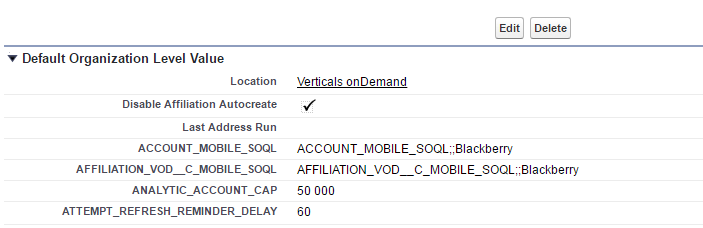 Edit Delete
Default Organization Level Value
Location Verticals onDemand
Disable Affiliation Autocreate
Last Address Run
ACCOUNT_MOBILE_SOQL ACCOUNT_MOBILE_SOQL;;Blackberry
AFFILIATION_VOD__C_MOBILE_SOQL AFFILIATION_VOD__C_MOBILE_SOQL;;Blackberry
ANALYTIC_ACCOUNT_CAP 50 000
ATTEMPT_REFRESH_REMINDER_DELAY 60